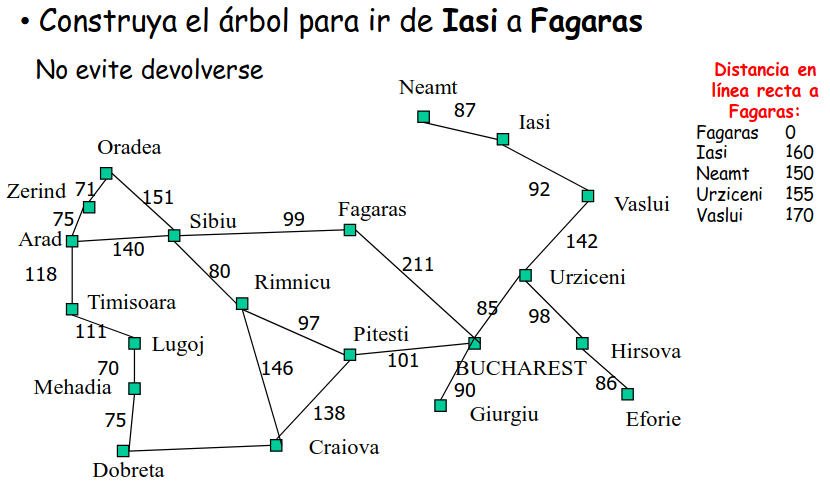 • Construya el árbol para ir de Iasi a Fagaras
No evite devolverse
Distancia en
línea recta a
Fagaras:
Fagaras 0
Iasi 160
Neamt 150
Urziceni 155
Vaslui 170
Neamt
87
Iasi
Oradea
92
Zerind 71
151
Vaslui
Fagaras
75
Sibiu
99
Arad
140
142
118
80
211
Urziceni
Rimnicu
Timisoara
85
98
111
97
Pitesti
Lugoj
Hirsova
101
70
146
BUCHAREST
Mehadia
90
86
75
138
Giurgiu
Eforie
Craiova
Dobreta